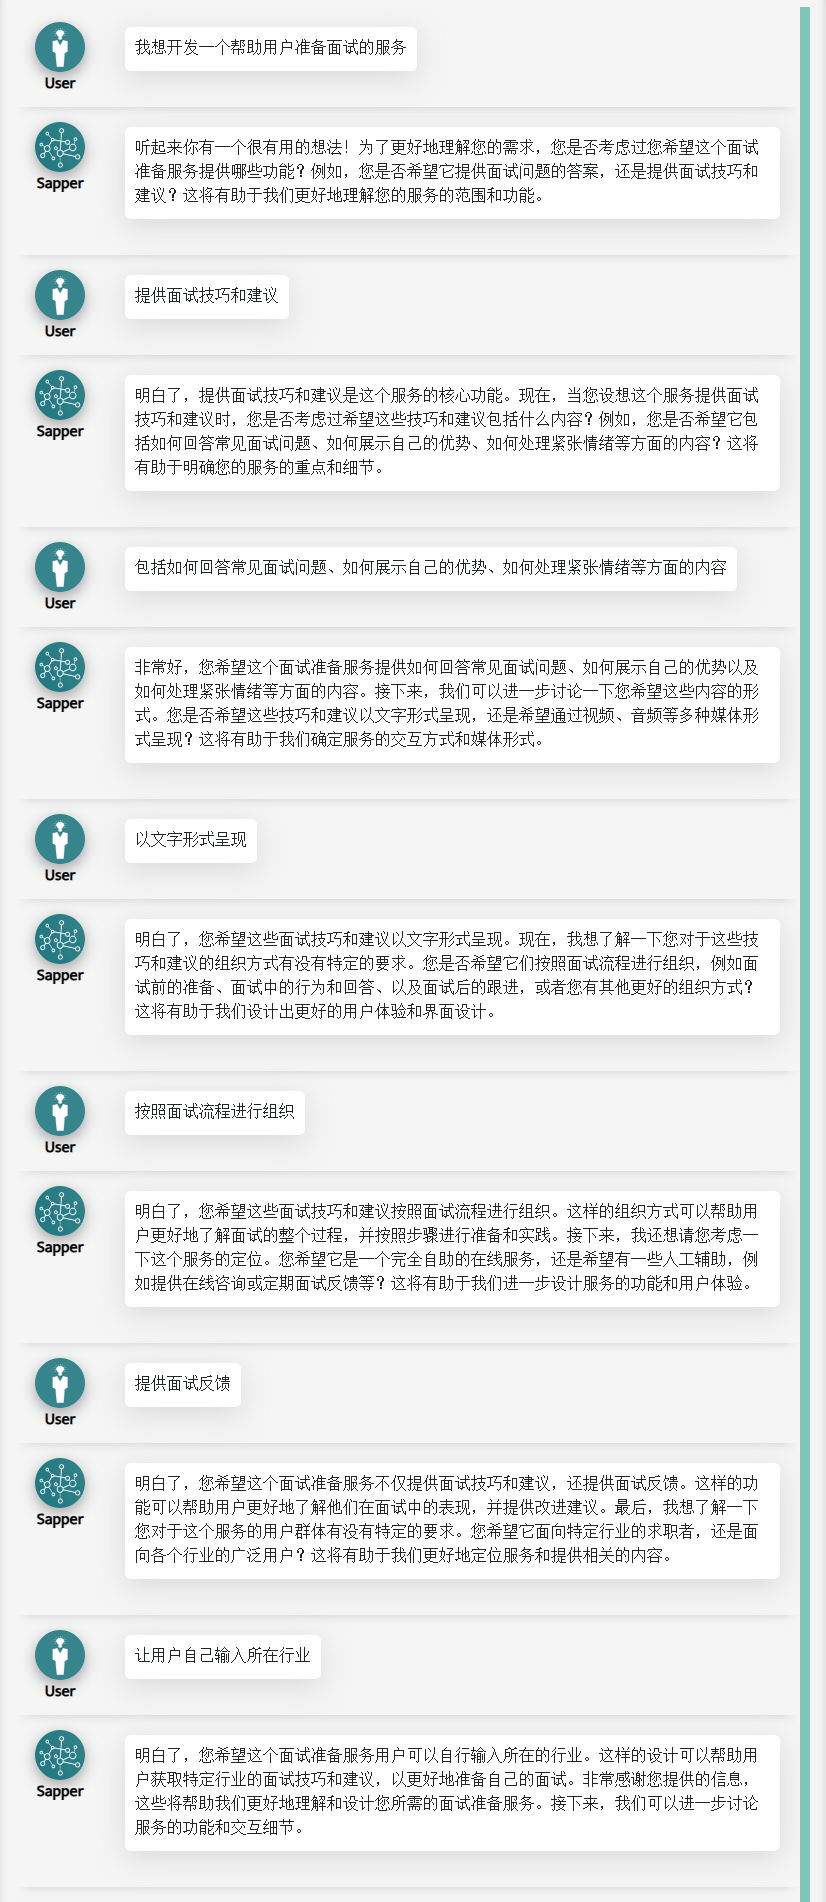 我想开发一个帮助用户准备面试的服务
User
听起来你有一个很有用的想法！为了更好地理解您的需求，您是否考虑过您希望这个面试
准备服务提供哪些功能？例如，您是否希望它提供面试问题的答案，还是提供面试技巧和
建议？这将有助于我们更好地理解您的服务的范围和功能。
Sapper
提供面试技巧和建议
User
明白了，提供面试技巧和建议是这个服务的核心功能。现在，当您设想这个服务提供面试
技巧和建议时，您是否考虑过希望这些技巧和建议包括什么内容？例如，您是否希望它包
括如何回答常见面试问题、如何展示自己的优势、如何处理紧张情绪等方面的内容？这将
有助于明确您的服务的重点和细节。
Sapper
包括如何回答常见面试问题、如何展示自己的优势、如何处理紧张情绪等方面的内容
User
非常好，您希望这个面试准备服务提供如何回答常见面试问题、如何展示自己的优势以及
如何处理紧张情绪等方面的内容。接下来，我们可以进一步讨论一下您希望这些内容的形
式。您是否希望这些技巧和建议以文字形式呈现，还是希望通过视频、音频等多种媒体形
式呈现？这将有助于我们确定服务的交互方式和媒体形式。
Sapper
以文字形式呈现
User
明白了，您希望这些面试技巧和建议以文字形式呈现。现在，我想了解一下您对于这些技
巧和建议的组织方式有没有特定的要求。您是否希望它们按照面试流程进行组织，例如面
试前的准备、面试中的行为和回答、以及面试后的跟进，或者您有其他更好的组织方式？
这将有助于我们设计出更好的用户体验和界面设计。
Sapper
按照面试流程进行组织
User
明白了，您希望这些面试技巧和建议按照面试流程进行组织。这样的组织方式可以帮助用
户更好地了解面试的整个过程，并按照步骤进行准备和实践。接下来，我还想请您考虑一
下这个服务的定位。您希望它是一个完全自助的在线服务，还是希望有一些人工辅助，例
如提供在线咨询或定期面试反馈等？这将有助于我们进一步设计服务的功能和用户体验。
Sapper
提供面试反馈
User
明白了，您希望这个面试准备服务不仅提供面试技巧和建议，还提供面试反馈。这样的功
能可以帮助用户更好地了解他们在面试中的表现，并提供改进建议。最后，我想了解一下
您对于这个服务的用户群体有没有特定的要求。您希望它面向特定行业的求职者，还是面
向各个行业的广泛用户？这将有助于我们更好地定位服务和提供相关的内容。
Sapper
让用户自己输入所在行业
User
明白了，您希望这个面试准备服务用户可以自行输入所在的行业。这样的设计可以帮助用
户获取特定行业的面试技巧和建议，以更好地准备自己的面试。非常感谢您提供的信息，
这些将帮助我们更好地理解和设计您所需的面试准备服务。接下来，我们可以进一步讨论
服务的功能和交互细节。
Sapper